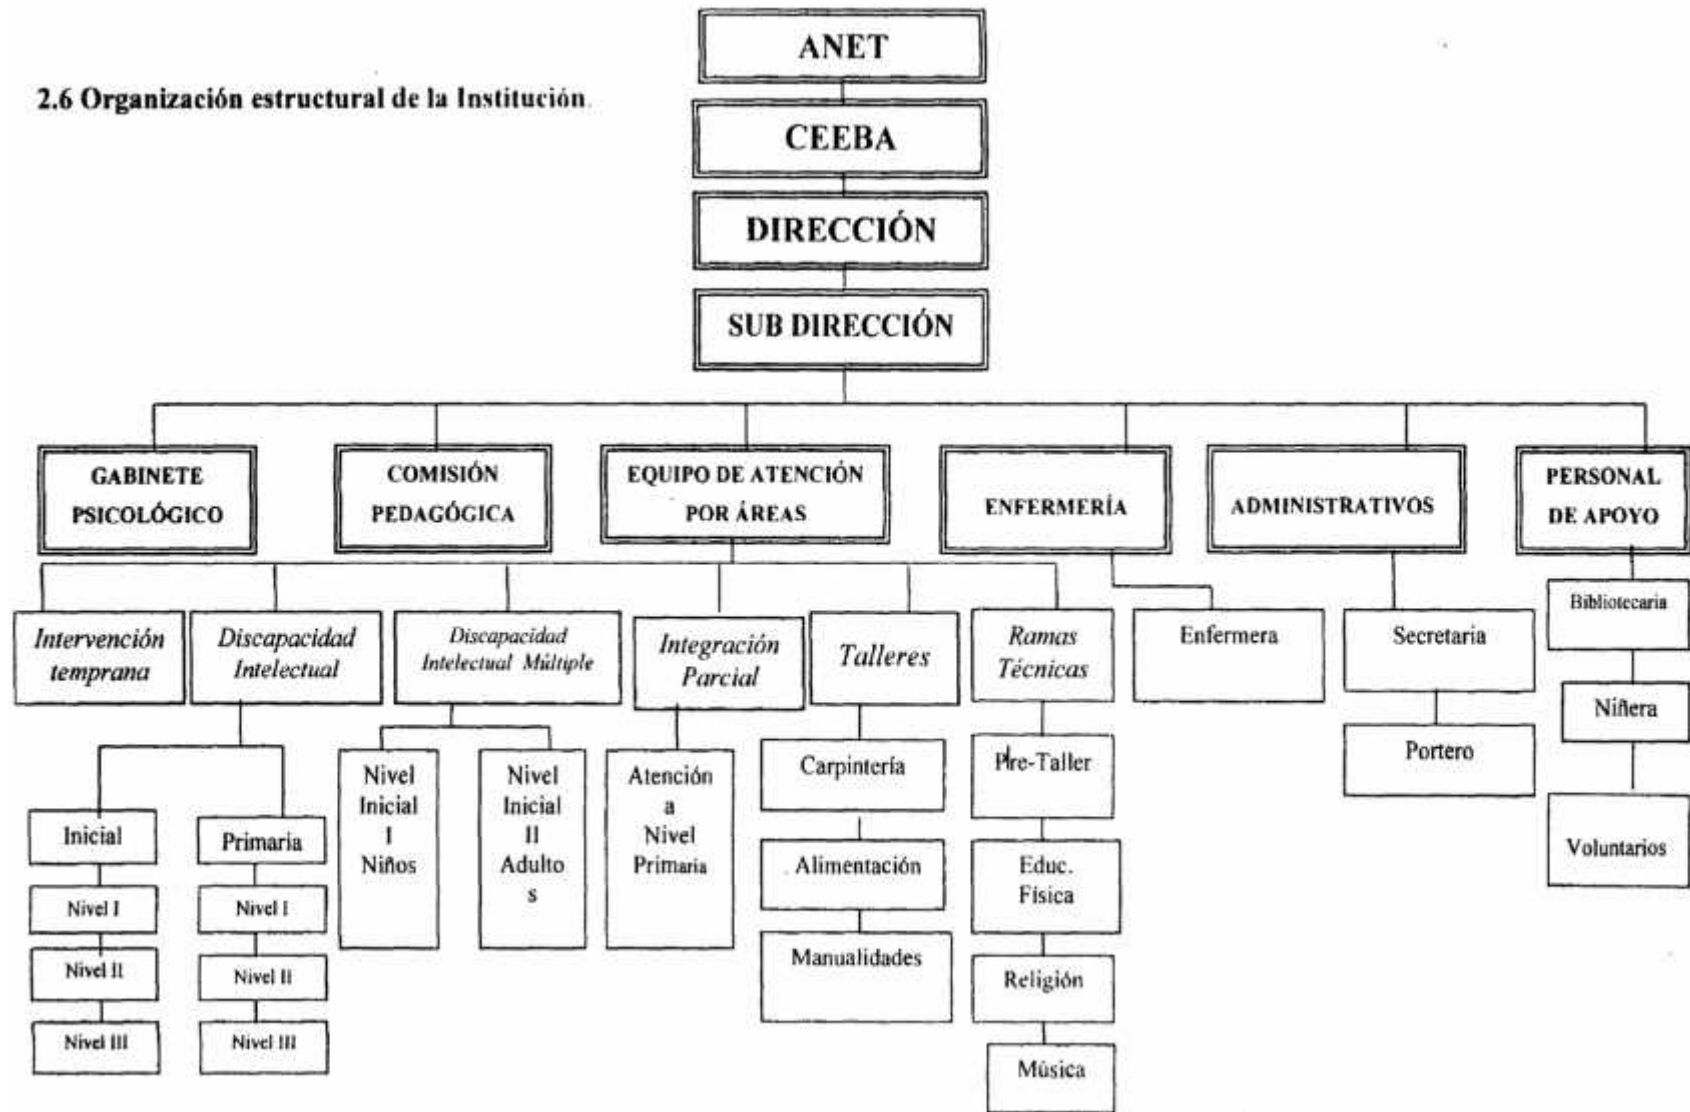 ANET
2.6 Organización estructural de la Institución.
CEEBA
DIRECCIÓN
SUB DIRECCIÓN
GABINETE
PSICOLÓGICO
COMISIÓN
PEDAGÓGICA
EQUIPO DE ATENCIÓN
POR ÁREAS
ENFERMERÍA
ADMINISTRATIVOS
PERSONAL
DE APOYO
Intervención
temprana
Discapacidad
Intelectual
Discapacidad
Intelectual Múltiple
Integración
Parcial
Talleres
Ramas
Técnicas
Enfermera
Secretaria
Bibliotecaria
Niñera
Portero
Voluntarios
Inicial
Nivel I
Nivel II
Nivel III
Primaria
Nivel I
Nivel II
Nivel III
Nivel
Inicial
I
Niños
Nivel
Inicial
II
Adulto
s
Atención
a
Nivel
Primaria
Carpintería
Alimentación
Manualidades
Pre-Taller
Educ.
Física
Religión
Música